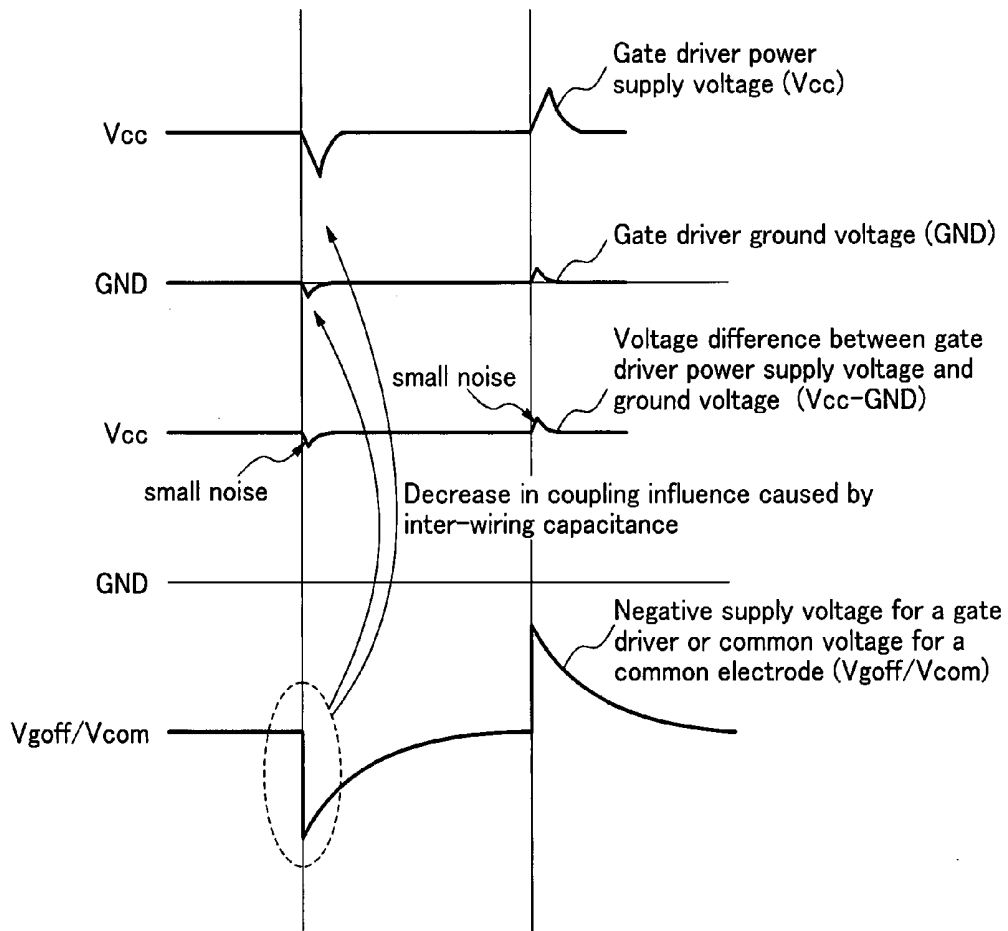 Gate driver power
supply voltage (Vcc)
Vcc
Gate driver ground voltage (GND)
GND
Voltage difference between gate
driver power supply voltage and
ground voltage (Vcc-GND)
small noise
Vcc
small noise
Decrease in coupling influence caused by
inter-wiring capacitance
GND
Negative supply voltage for a gate
driver or common voltage for a
common electrode (Vgoff/Vcom)
Vgoff/Vcom